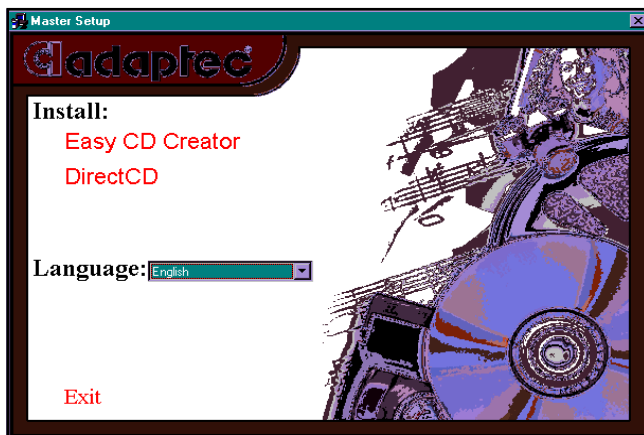 Master Setup
adaptec
Install:
Easy CD Creator
DirectCD
Language: English
Exit